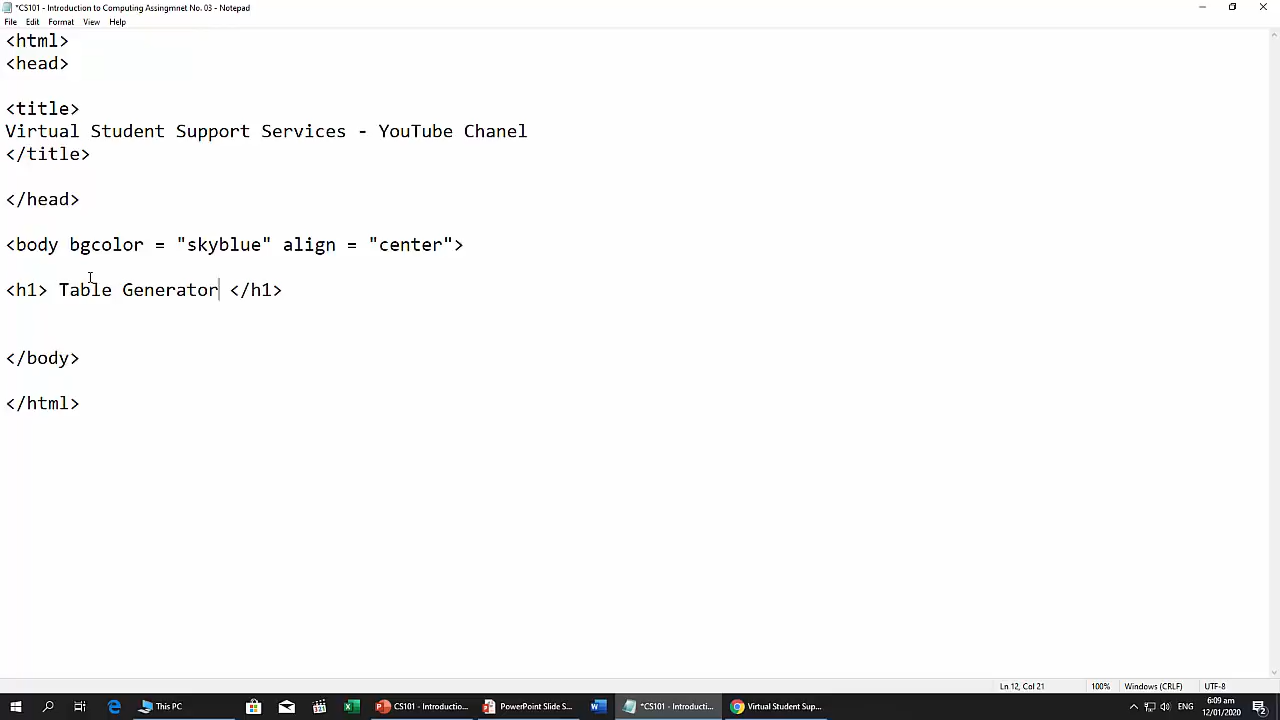 *CS101 - Introduction to Computing Assingmnet No. 03 - Notepad
File Edit Format View Help
<html>
<head>
<title>
Virtual Student Support Services - YouTube Chanel
</title>
</head>
<body bgcolor = "skyblue" align = "center">
<h1> Table Generator </h1>
</body>
</html>
Ln 12, Col 21 100% Windows (CRLF) UTF-8
This PC CS101 - Introductio... PowerPoint Slide S... *CS101 - Introducti... Virtual Student Sup... ENG 6:09 am
12/01/2020 2